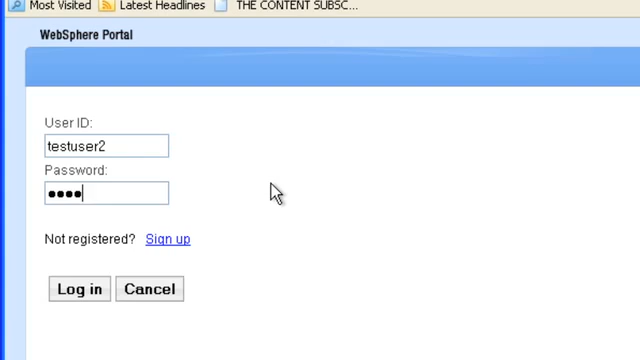 Most Visited Latest Headlines THE CONTENT SUBSC...
WebSphere Portal
User ID:
testuser2
Password:
Not registered? Sign up
Log in Cancel